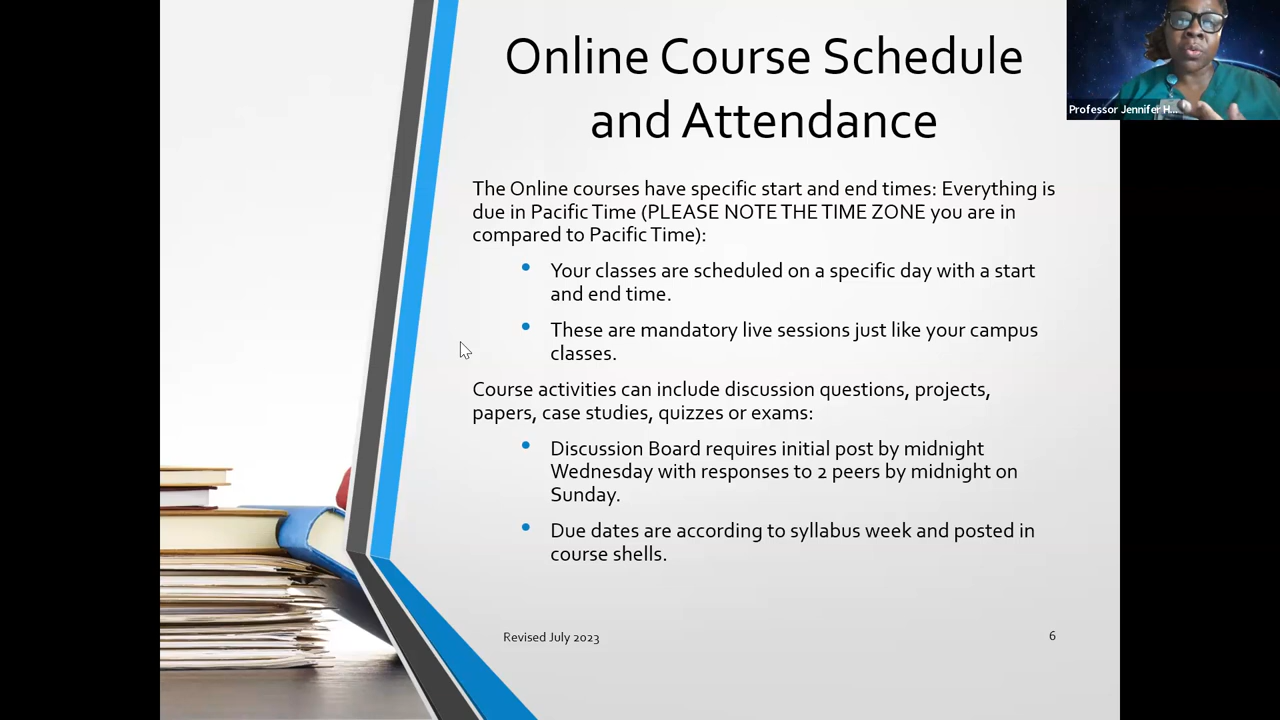 Online Course Schedule
and Attendance
Professor Jennifer H...
The Online courses have specific start and end times: Everything is
due in Pacific Time (PLEASE NOTE THE TIME ZONE you are in
compared to Pacific Time):
• Your classes are scheduled on a specific day with a start
and end time.
• These are mandatory live sessions just like your campus
classes.
Course activities can include discussion questions, projects,
papers, case studies, quizzes or exams:
• Discussion Board requires initial post by midnight
Wednesday with responses to 2 peers by midnight on
Sunday.
• Due dates are according to syllabus week and posted in
course shells.
Revised July 2023
6